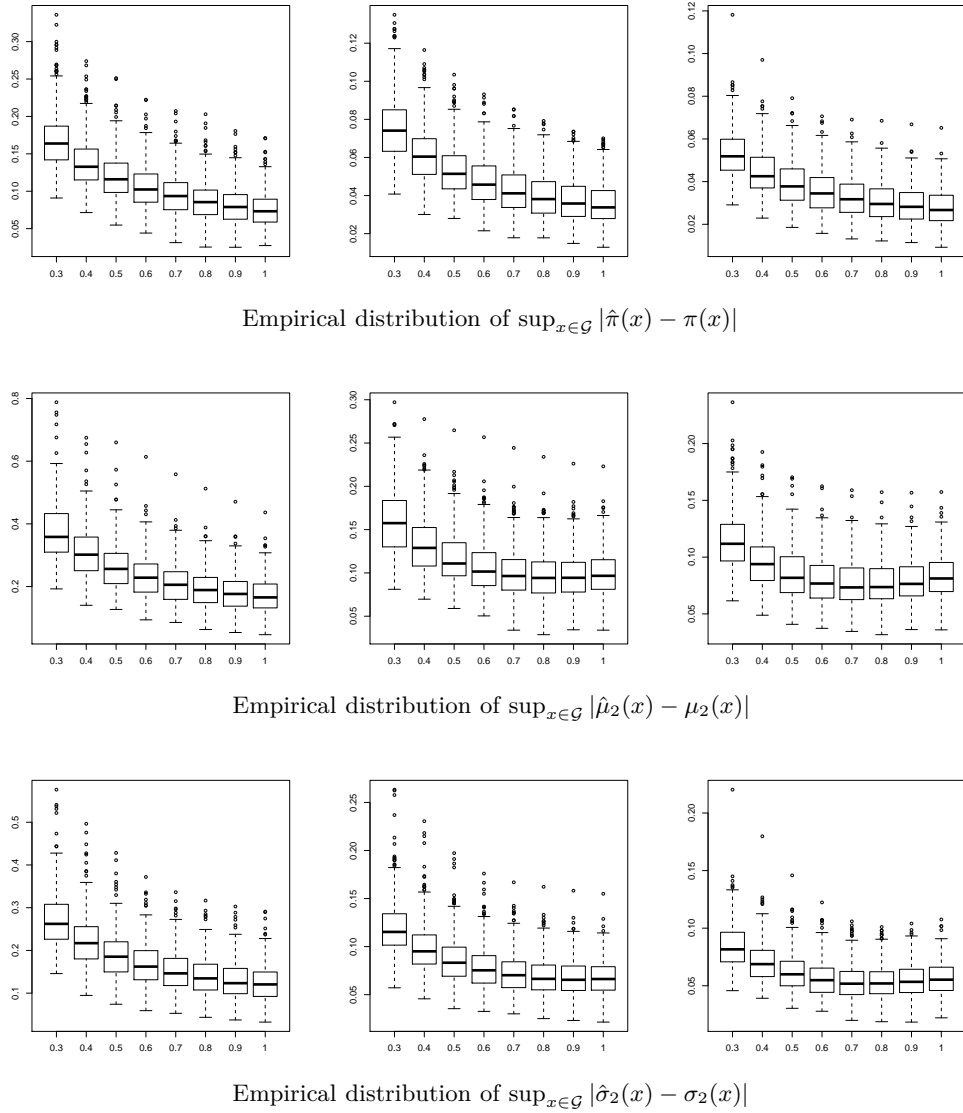 0.05 0.10 0.15 0.20 0.25 0.30
0.3 0.4 0.5 0.6 0.7 0.8 0.9 1
0.02 0.04 0.06 0.08 0.12
0.3 0.4 0.5 0.6 0.7 0.8 0.9 1
0.02 0.04 0.06 0.08 0.12
0.3 0.4 0.5 0.6 0.7 0.8 0.9 1
Empirical distribution of sup_{x∈𝒢} |π̂(x) − π(x)|
0.2 0.4 0.6 0.8
0.3 0.4 0.5 0.6 0.7 0.8 0.9 1
0.05 0.10 0.15 0.20 0.25 0.30
0.3 0.4 0.5 0.6 0.7 0.8 0.9 1
0.05 0.10 0.15 0.20
0.3 0.4 0.5 0.6 0.7 0.8 0.9 1
Empirical distribution of sup_{x∈𝒢} |μ̂₂(x) − μ₂(x)|
0.1 0.2 0.3 0.4 0.5
0.3 0.4 0.5 0.6 0.7 0.8 0.9 1
0.05 0.10 0.15 0.20 0.25
0.3 0.4 0.5 0.6 0.7 0.8 0.9 1
0.05 0.10 0.15 0.20
0.3 0.4 0.5 0.6 0.7 0.8 0.9 1
Empirical distribution of sup_{x∈𝒢} |σ̂₂(x) − σ₂(x)|